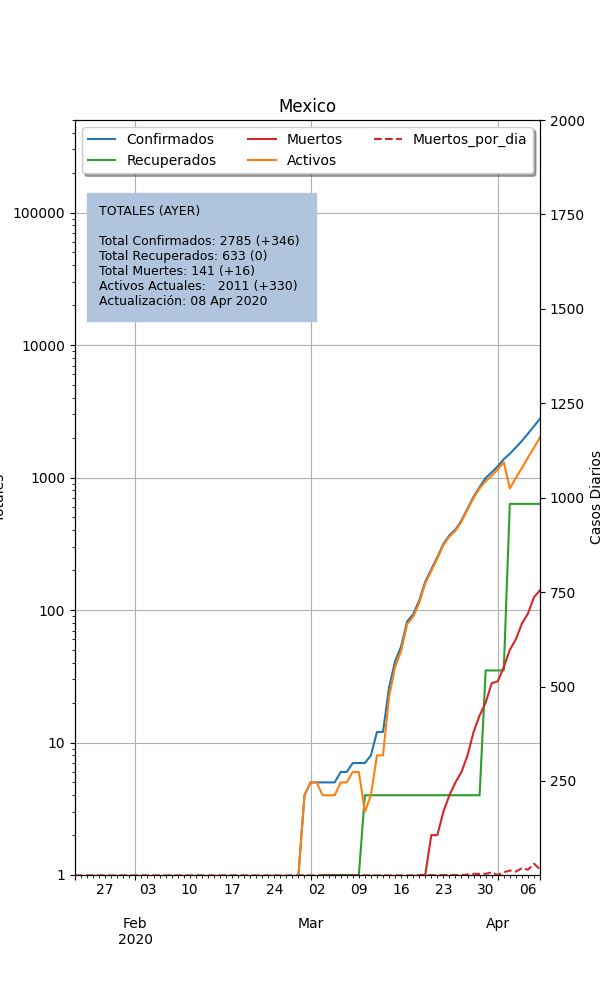 Mexico
Confirmados
Recuperados
Muertos
Activos
Muertos_por_dia
TOTALES (AYER)
Total Confirmados: 2785 (+346)
Total Recuperados: 633 (0)
Total Muertes: 141 (+16)
Activos Actuales: 2011 (+330)
Actualización: 08 Apr 2020
100000
10000
1000
100
10
1
Totales
2000
1750
1500
1250
1000
750
500
250
Casos Diarios
27 03 10 17 24 02 09 16 23 30 06
Feb Mar Apr
2020